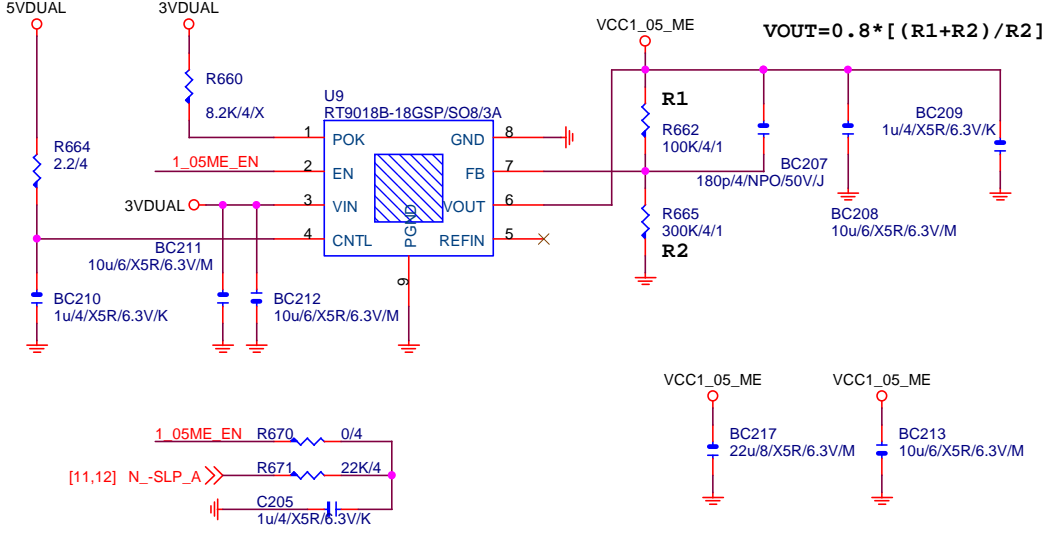 5VDUAL
3VDUAL
VCC1_05_ME
VOUT=0.8*[(R1+R2)/R2]
R660
8.2K/4/X
U9
RT9018B-18GSP/SO8/3A
R1
R662
100K/4/1
BC209
1u/4/X5R/6.3V/K
R664
2.2/4
1
POK
GND
8
1_05ME_EN
2
EN
FB
7
BC207
180p/4/NPO/50V/J
3VDUAL
3
VIN
VOUT
6
R665
300K/4/1
R2
BC208
10u/6/X5R/6.3V/M
4
CNTL
PGND
REFIN
5
BC211
10u/6/X5R/6.3V/M
9
BC210
1u/4/X5R/6.3V/K
BC212
10u/6/X5R/6.3V/M
VCC1_05_ME
VCC1_05_ME
1_05ME_EN
R670
0/4
BC217
22u/8/X5R/6.3V/M
BC213
10u/6/X5R/6.3V/M
[11,12] N_-SLP_A
R671
22K/4
C205
1u/4/X5R/6.3V/K